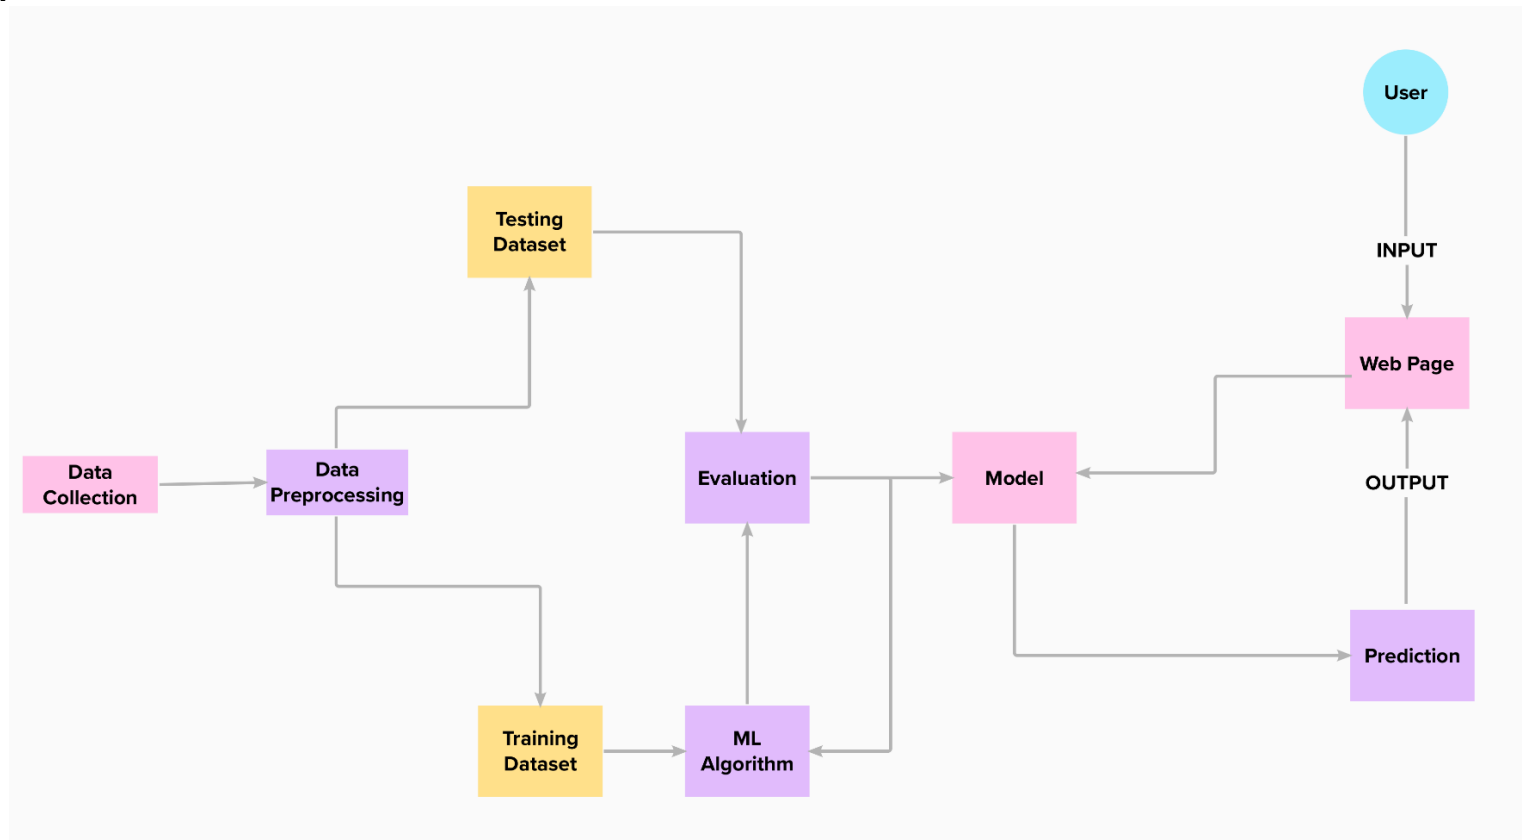 User
INPUT
Web Page
OUTPUT
Prediction
Testing
Dataset
Data
Collection
Data
Preprocessing
Evaluation
Model
Training
Dataset
ML
Algorithm